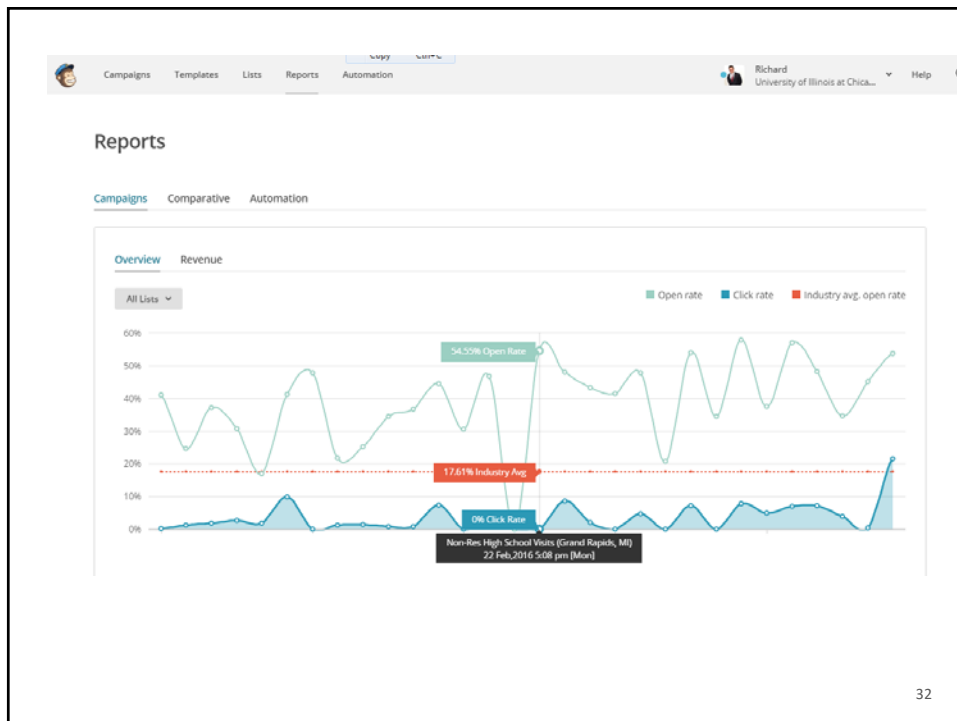 Copy Ctrl+C
Campaigns Templates Lists Reports Automation
Richard
University of Illinois at Chica...
Help
Reports
Campaigns Comparative Automation
Overview Revenue
All Lists
Open rate Click rate Industry avg. open rate
60%
50%
40%
30%
20%
10%
0%
54.55% Open Rate
17.61% Industry Avg
0% Click Rate
Non-Res High School Visits (Grand Rapids, MI)
22 Feb,2016 5:08 pm [Mon]
32